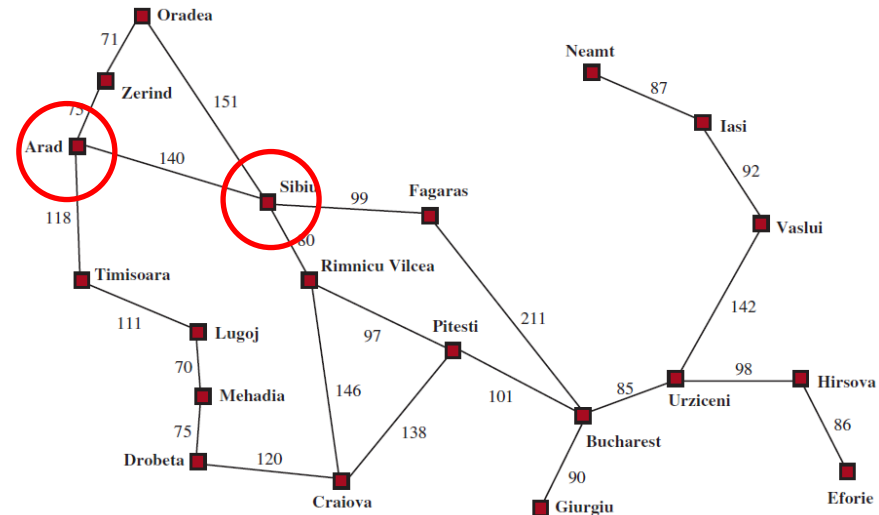 Oradea
71
Neamt
Zerind
87
75
151
Iasi
Arad
140
92
Sibiu
Fagaras
99
118
Vaslui
80
Timisoara
Rimnicu Vilcea
142
111
211
Lugoj
97
Pitesti
70
98
Hirsova
146
85
Mehadia
101
Urziceni
75
138
86
Bucharest
Drobeta
120
90
Craiova
Giurgiu
Eforie